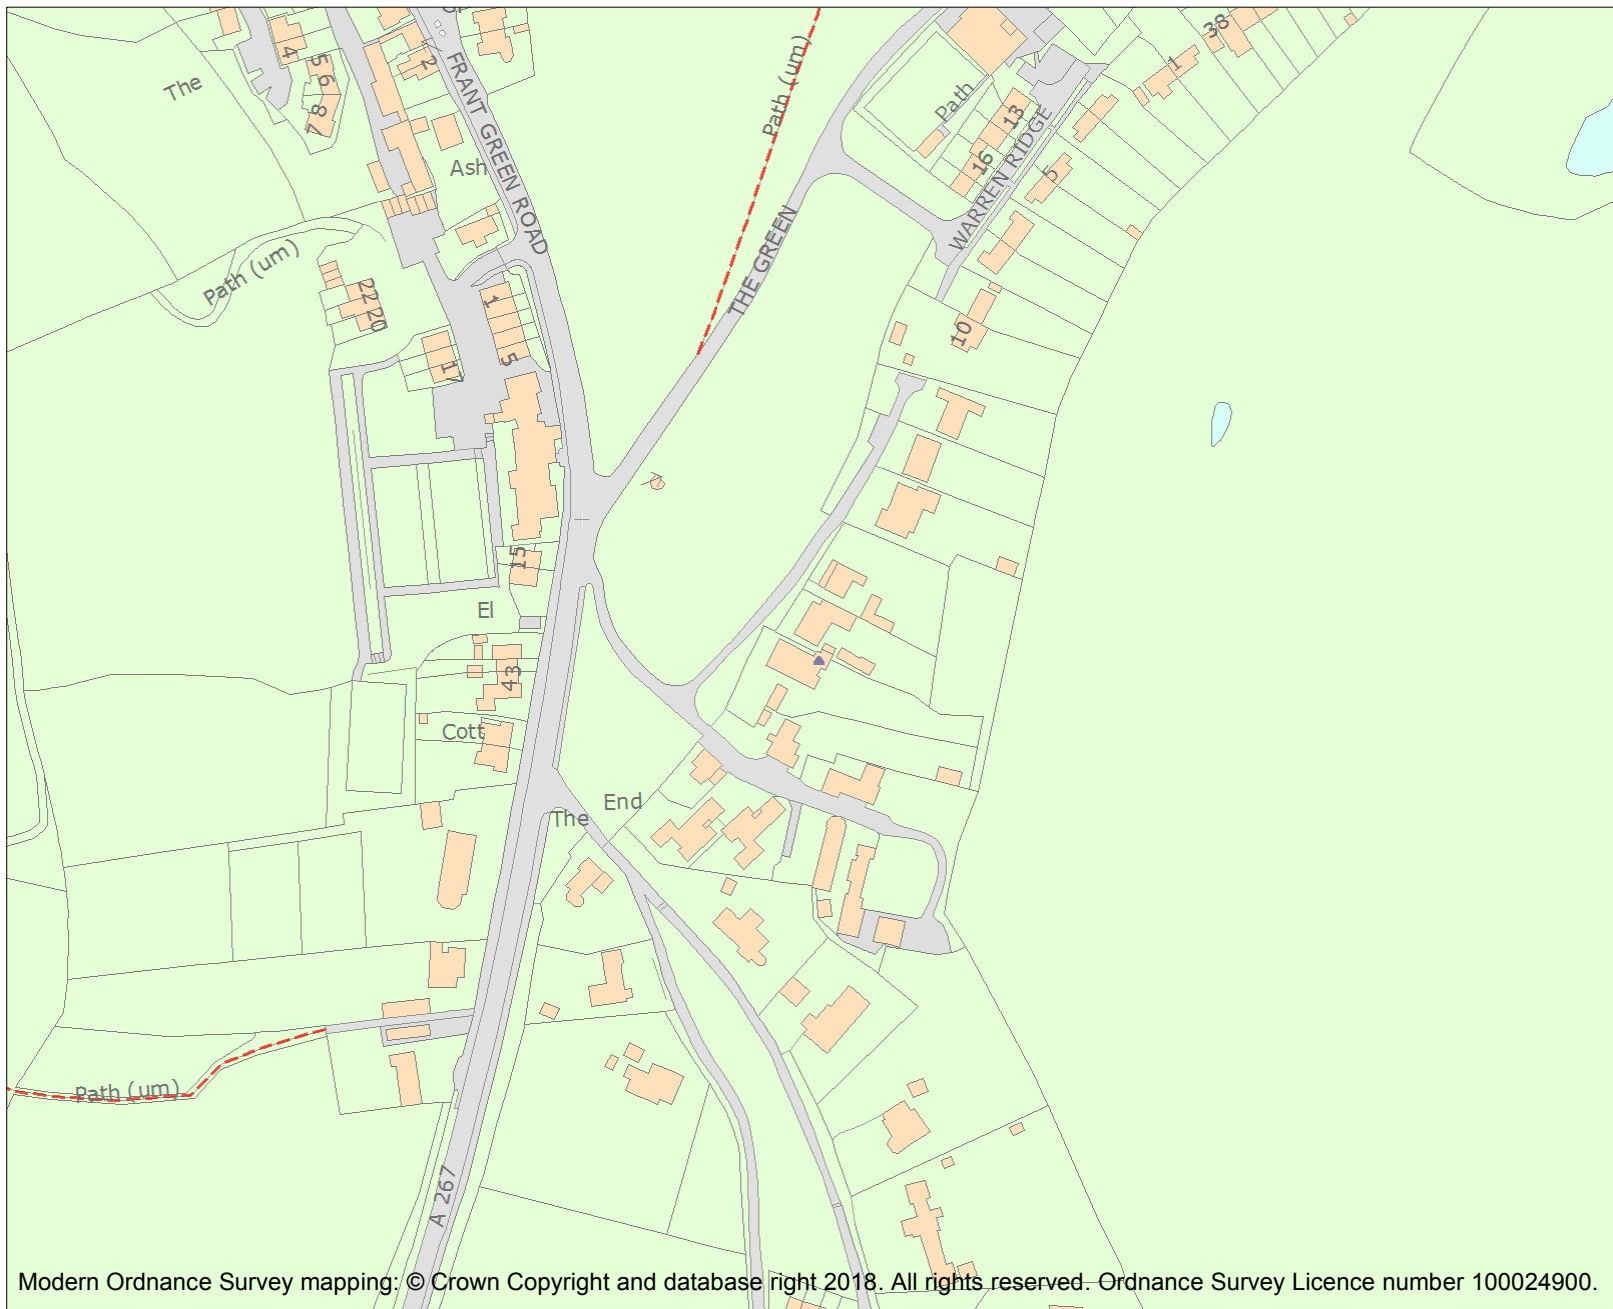 4
5
6
8
7
The
2
FRANT GREEN ROAD
Ash
Path (um)
Path (um)
THE GREEN
Path
13
16
WARREN RIDGE
1
38
5
10
22
20
17
1
5
15
El
43
Cott
The
End
Path (um)
A 267
Modern Ordnance Survey mapping: © Crown Copyright and database right 2018. All rights reserved. Ordnance Survey Licence number 100024900.